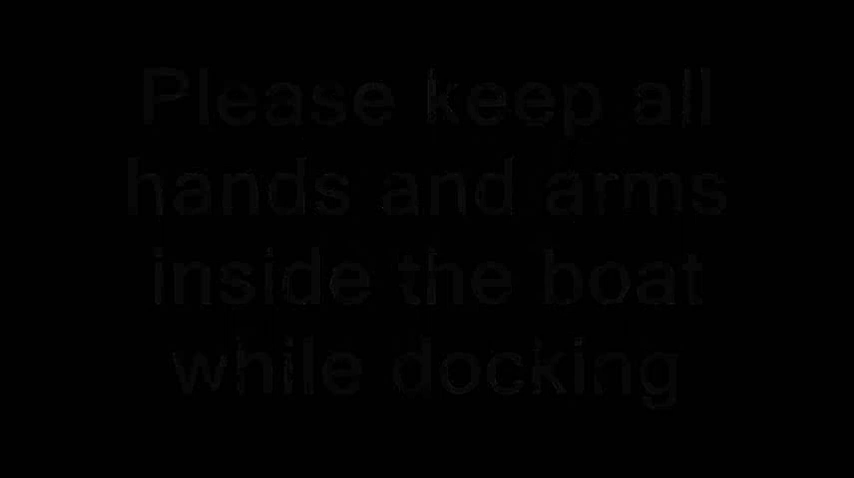 Please keep all
hands and arms
inside the boat
while docking